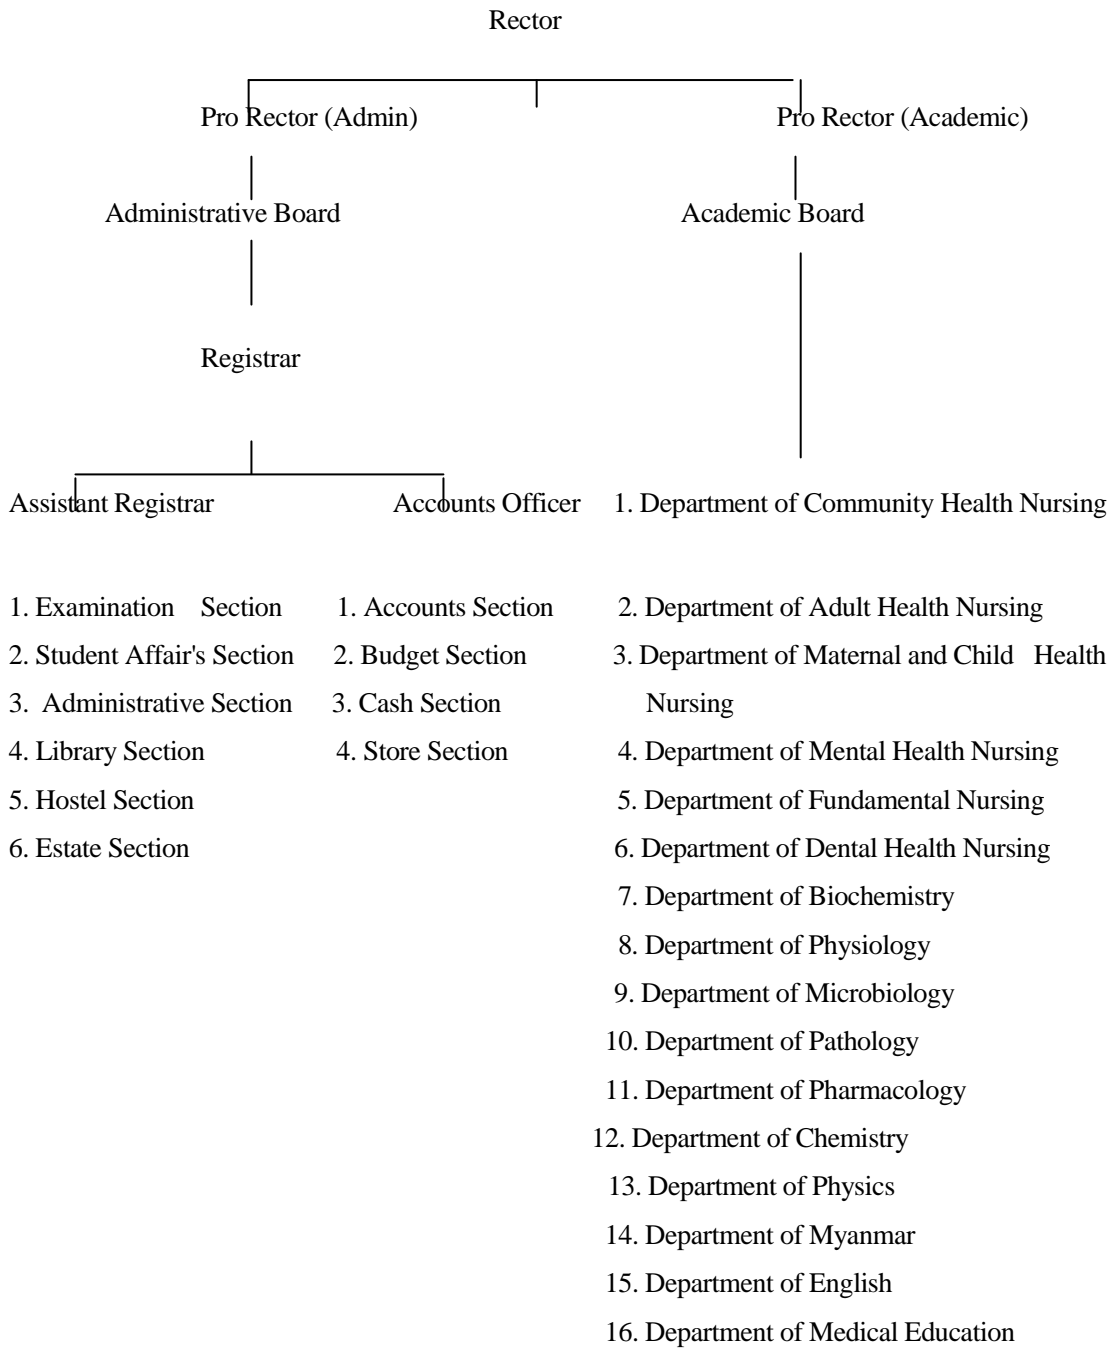 Rector
Pro Rector (Admin)
Pro Rector (Academic)
Administrative Board
Academic Board
Registrar
Assistant Registrar
Accounts Officer
1. Examination Section
2. Student Affair's Section
3. Administrative Section
4. Library Section
5. Hostel Section
6. Estate Section
1. Accounts Section
2. Budget Section
3. Cash Section
4. Store Section
1. Department of Community Health Nursing
2. Department of Adult Health Nursing
3. Department of Maternal and Child Health
Nursing
4. Department of Mental Health Nursing
5. Department of Fundamental Nursing
6. Department of Dental Health Nursing
7. Department of Biochemistry
8. Department of Physiology
9. Department of Microbiology
10. Department of Pathology
11. Department of Pharmacology
12. Department of Chemistry
13. Department of Physics
14. Department of Myanmar
15. Department of English
16. Department of Medical Education